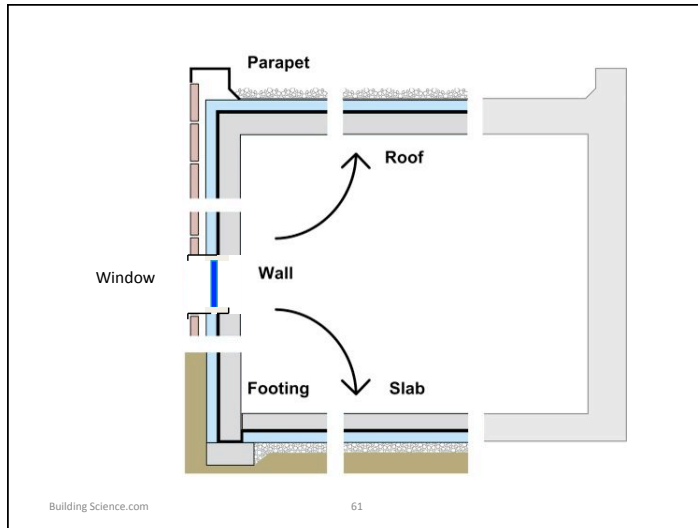 Parapet
Roof
Window
Wall
Footing
Slab
Building Science.com
61